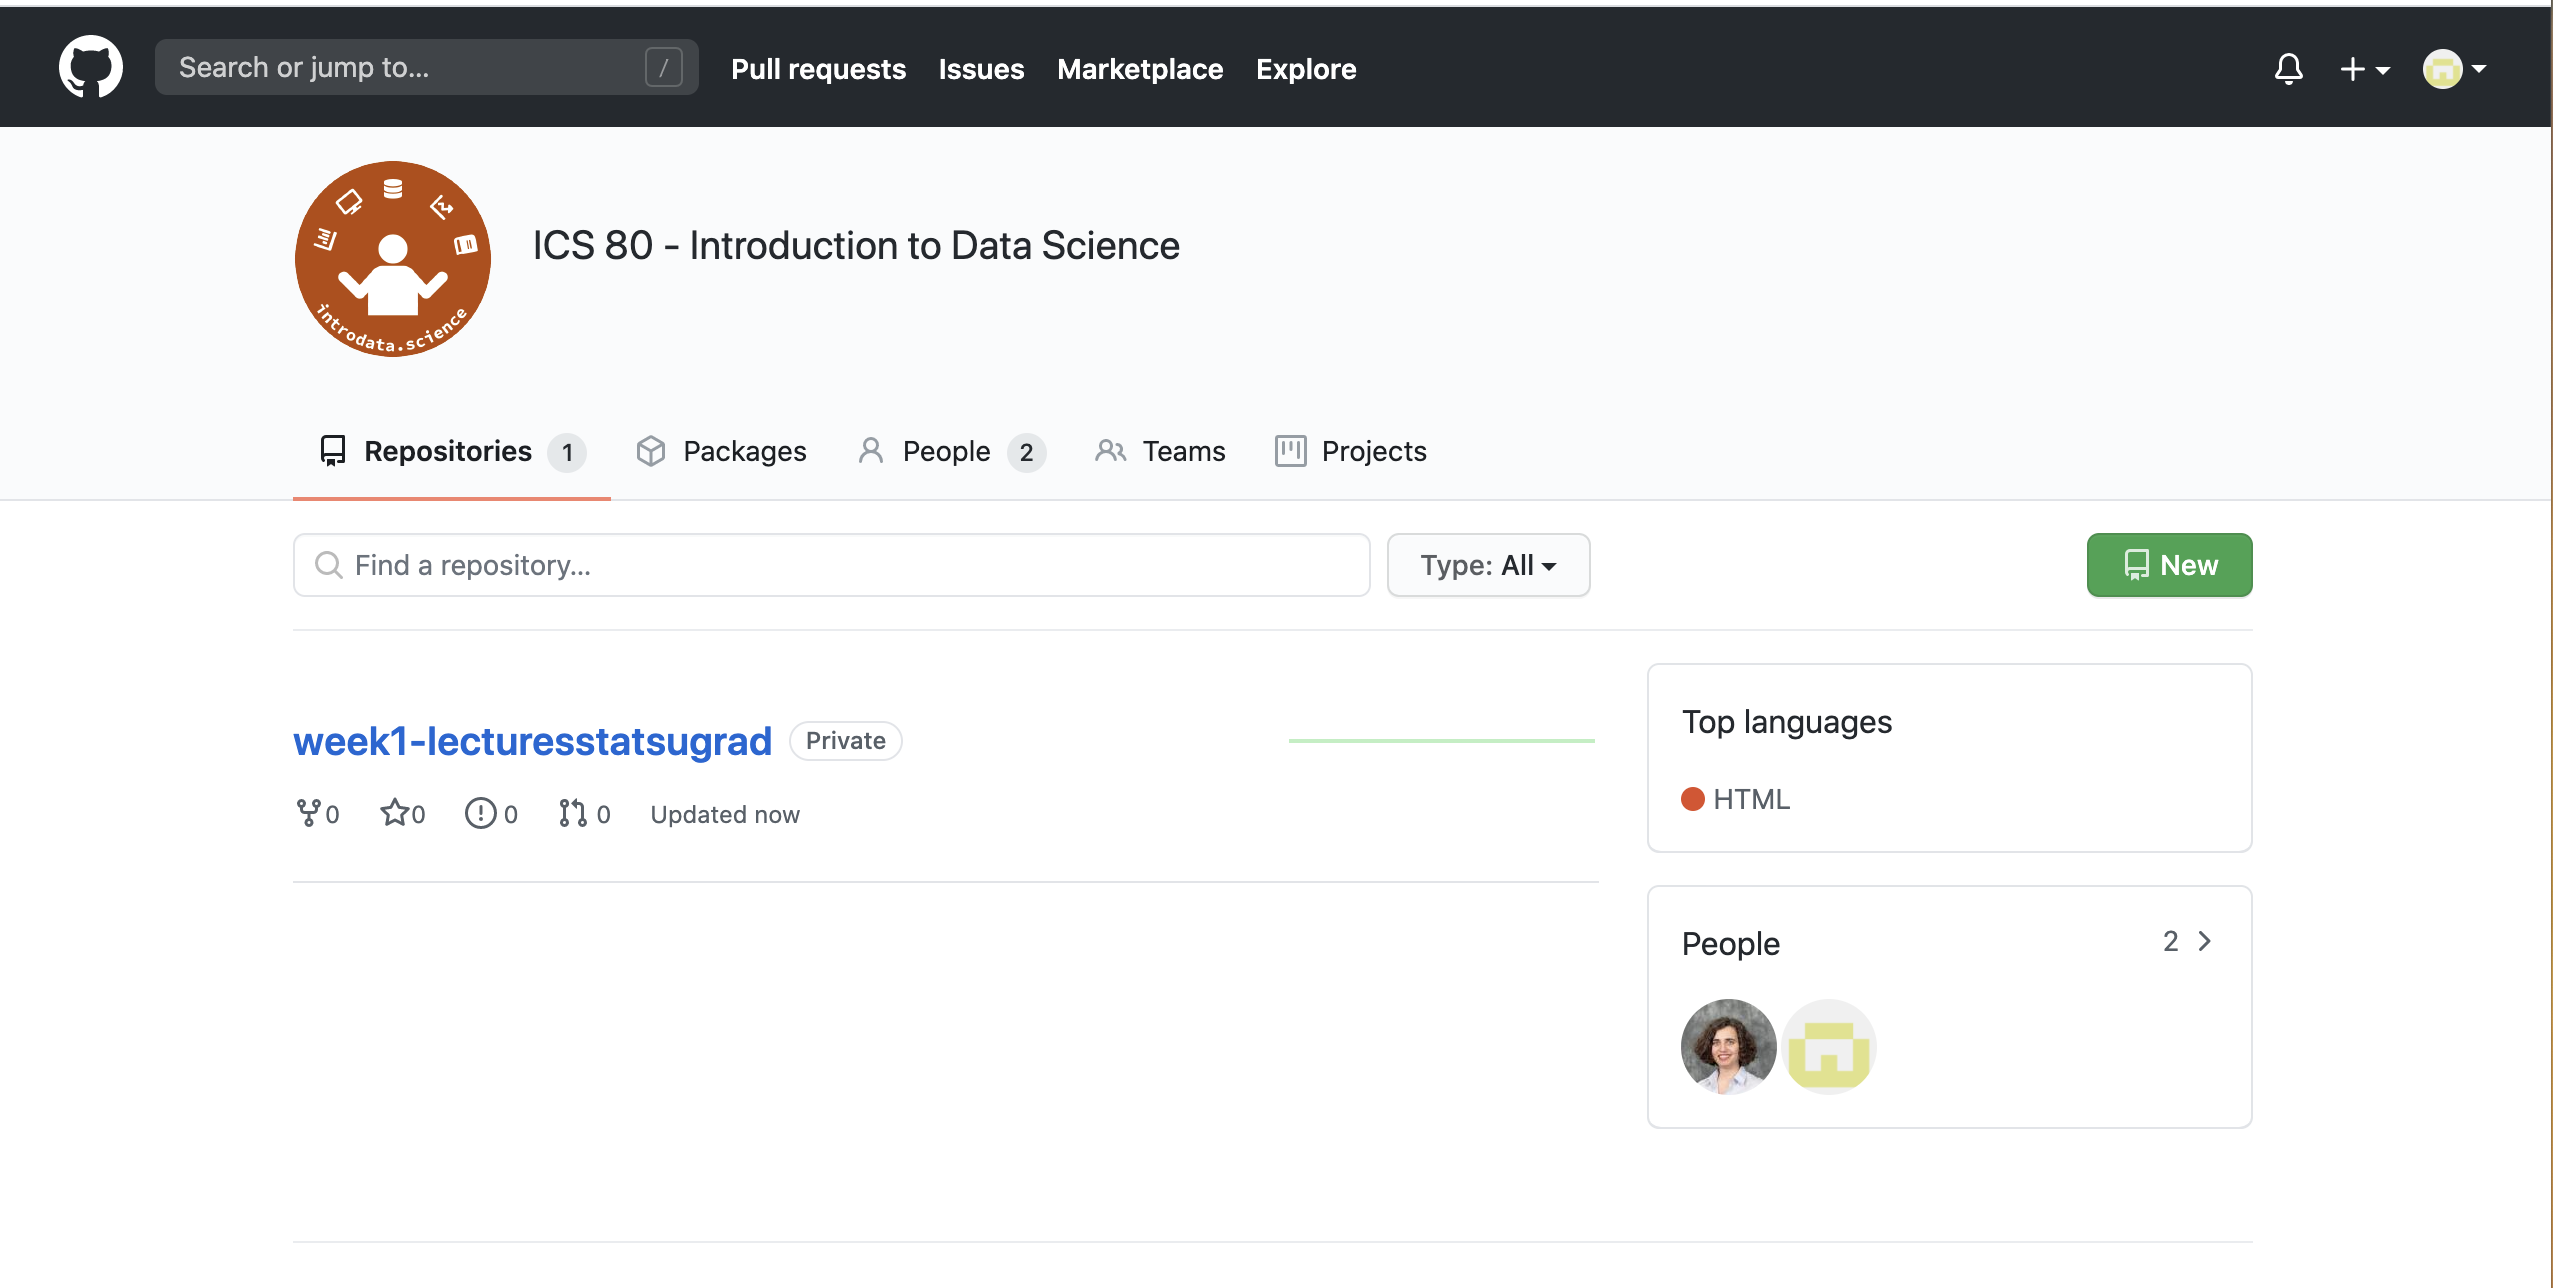 Search or jump to... /
Pull requests Issues Marketplace Explore
ICS 80 - Introduction to Data Science
introdata.science
Repositories 1 Packages People 2 Teams Projects
Find a repository...
Type: All
New
week1-lecturesstatsugrad Private
0 0 0 0 Updated now
Top languages
HTML
People 2